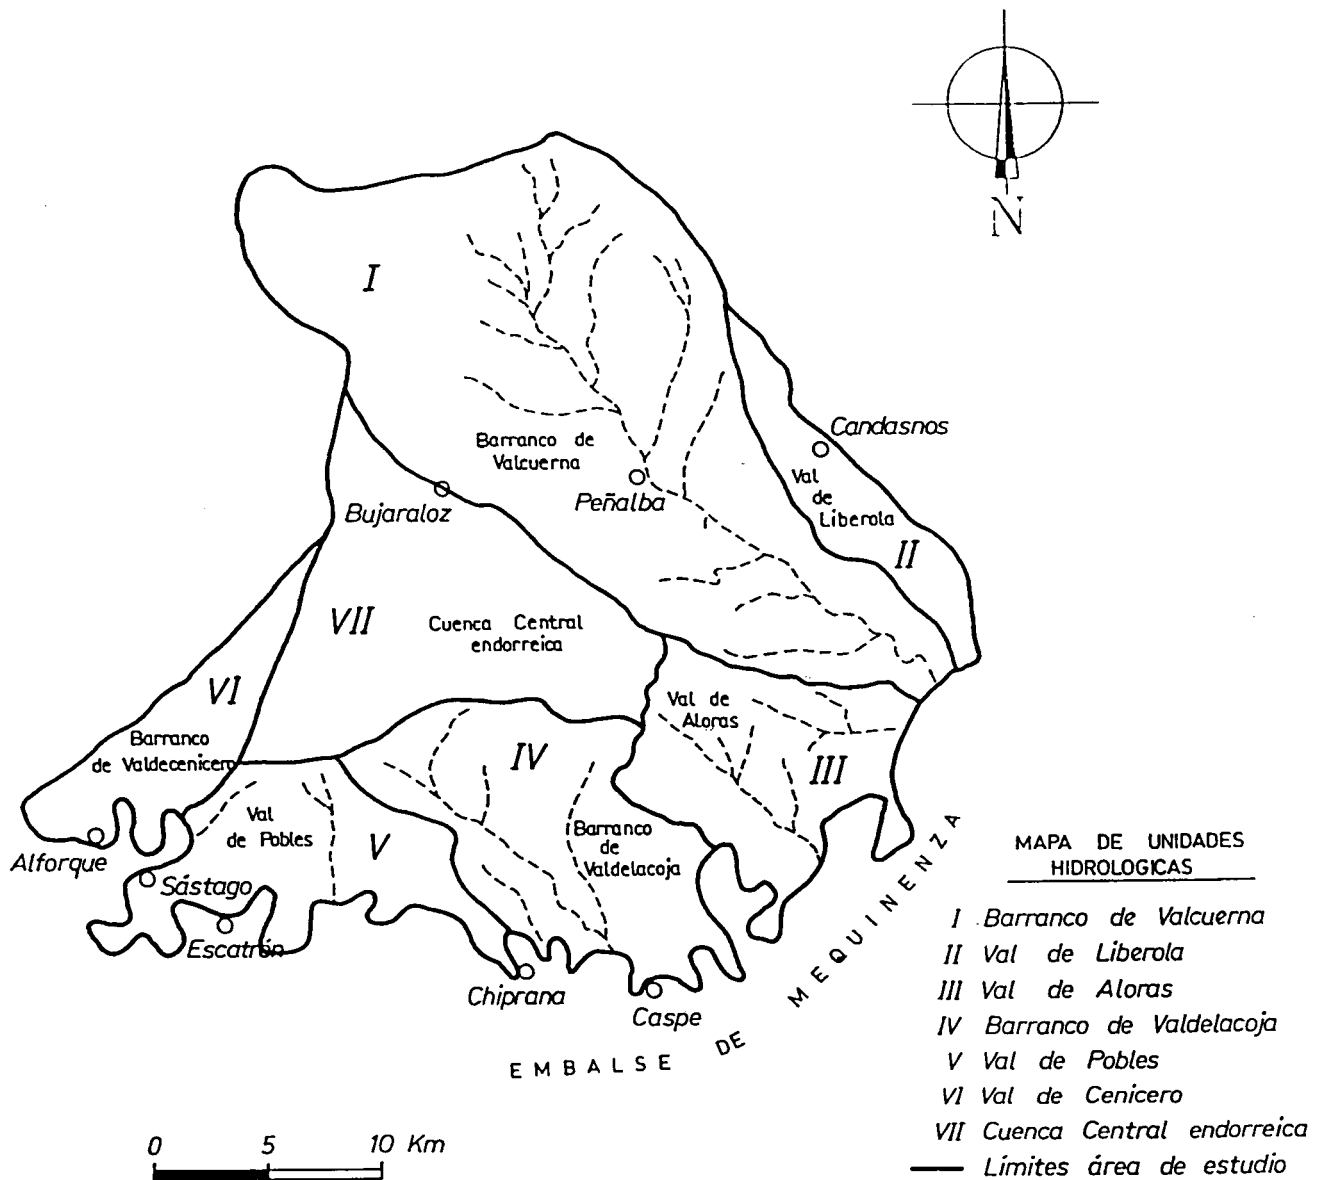 N
I
Candasnos
Barranco de
Valcuerna
Peñalba
Val
de
Liberola
II
Bujaraloz
VII
Cuenca Central
endorreica
VI
Barranco
de Valdecenicero
Val de
Aloras
III
IV
Barranco
de
Valdelacoja
Val
de Pobles
V
Alforque
Sástago
Escatrón
Chiprana
Caspe
EMBALSE DE MEQUINENZA
MAPA DE UNIDADES
HIDROLOGICAS
I Barranco de Valcuerna
II Val de Liberola
III Val de Aloras
IV Barranco de Valdelacoja
V Val de Pobles
VI Val de Cenicero
VII Cuenca Central endorreica
Límites área de estudio
0 5 10 Km